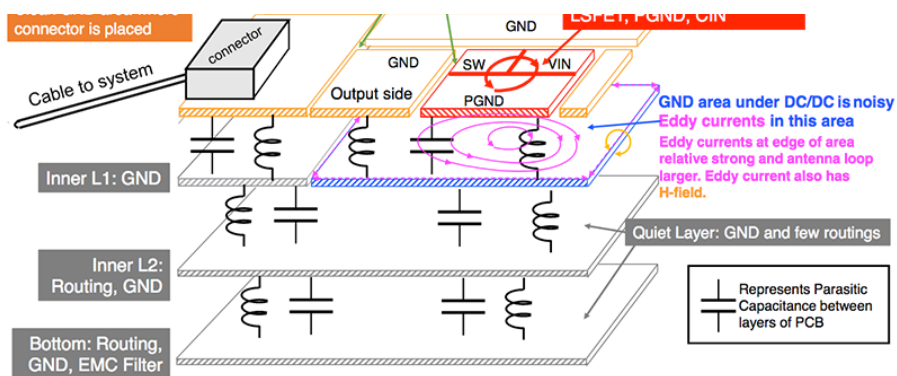 connector is placed
connector
Cable to system
GND
GND
Output side
LSFET, PGND, CIN
SW
VIN
PGND
GND area under DC/DC is noisy
Eddy currents in this area
Eddy currents at edge of area
relative strong and antenna loop
larger. Eddy current also has
H-field.
Inner L1: GND
Quiet Layer: GND and few routings
Inner L2:
Routing, GND
Represents Parasitic
Capacitance between
layers of PCB
Bottom: Routing,
GND, EMC Filter